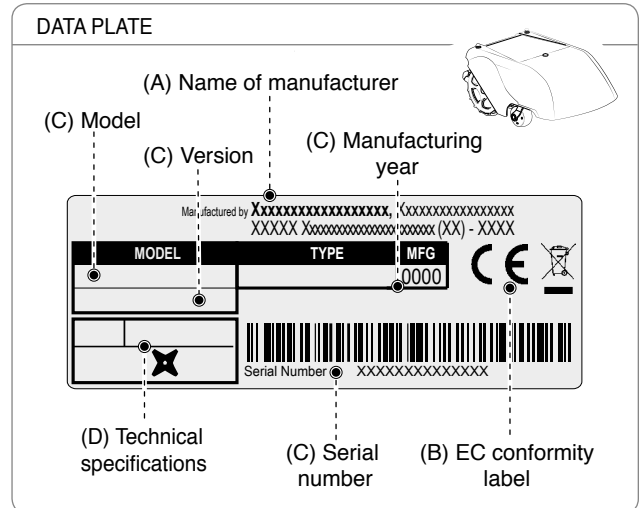 DATA PLATE
(A) Name of manufacturer
(C) Model
(C) Version
(C) Manufacturing
year
Manufactured by Xxxxxxxxxxxxxxxxxx, Xxxxxxxxxxxxxxxxx
XXXXX (XX) - XXXX
MODEL TYPE MFG
0000
CE
Serial Number XXXXXXXXXXXXXX
(D) Technical
specifications
(C) Serial
number
(B) EC conformity
label